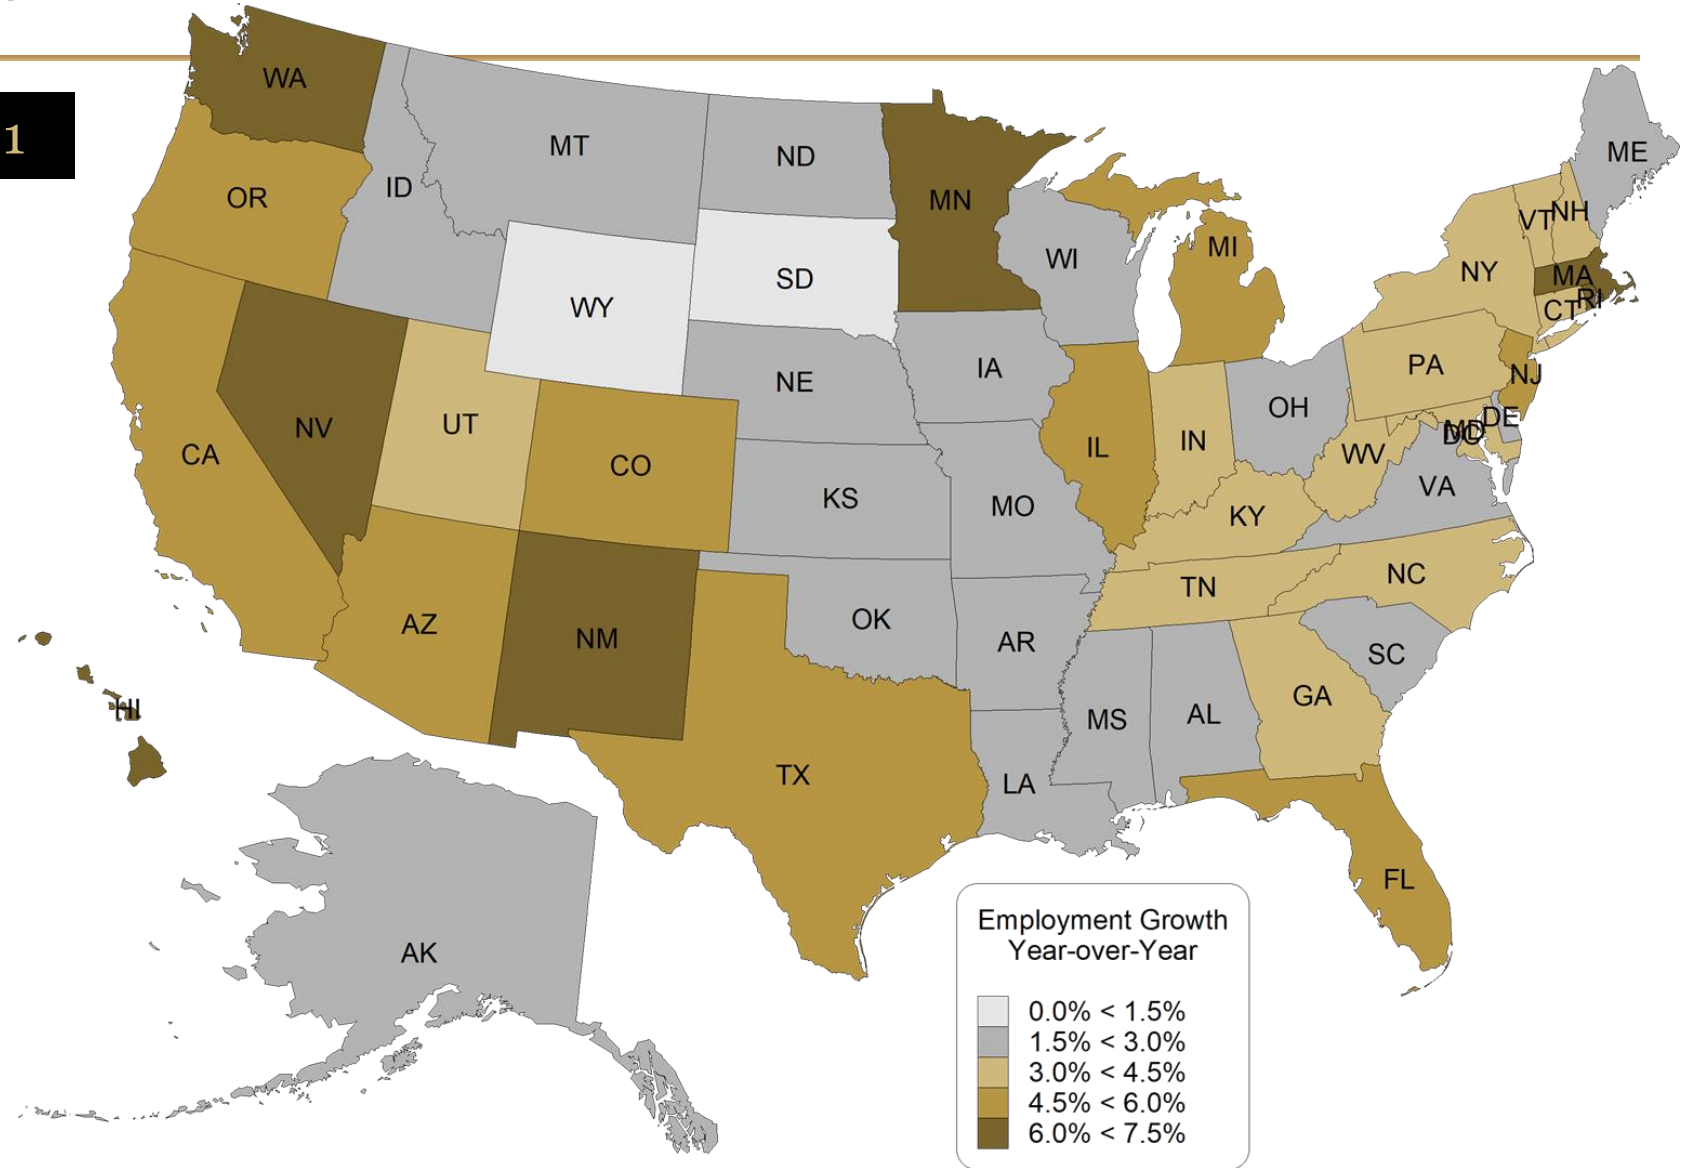 1
WA
MT
ND
ME
OR
ID
MN
WI
MI
VT
NH
NY
MA
RI
CT
SD
WY
IA
NE
PA
NJ
OH
DE
MD
DC
NV
UT
CA
CO
IL
IN
WV
VA
KS
MO
KY
TN
NC
OK
AR
AZ
NM
SC
GA
MS
AL
HI
TX
LA
FL
AK
Employment Growth
Year-over-Year
0.0% < 1.5%
1.5% < 3.0%
3.0% < 4.5%
4.5% < 6.0%
6.0% < 7.5%